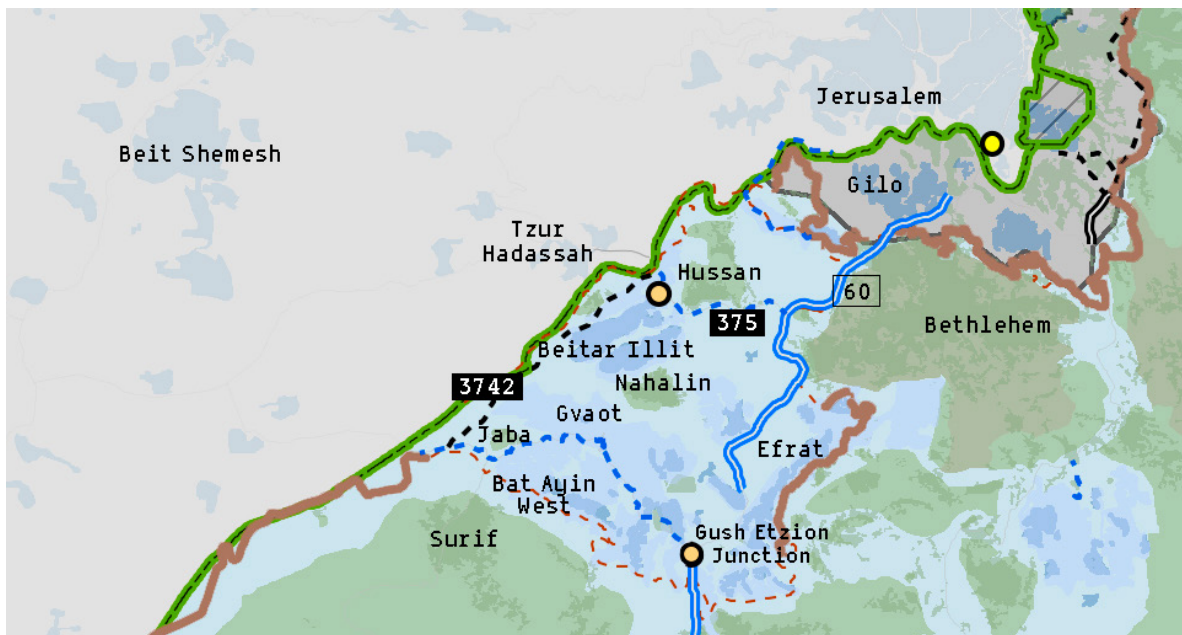 Jerusalem
Beit Shemesh
Gilo
Tzur
Hadassah
Hussan
60
375
Bethlehem
Beitar Illit
3742
Nahalin
Gvaot
Jaba
Efrat
Bat Ayin
West
Surif
Gush Etzion
Junction